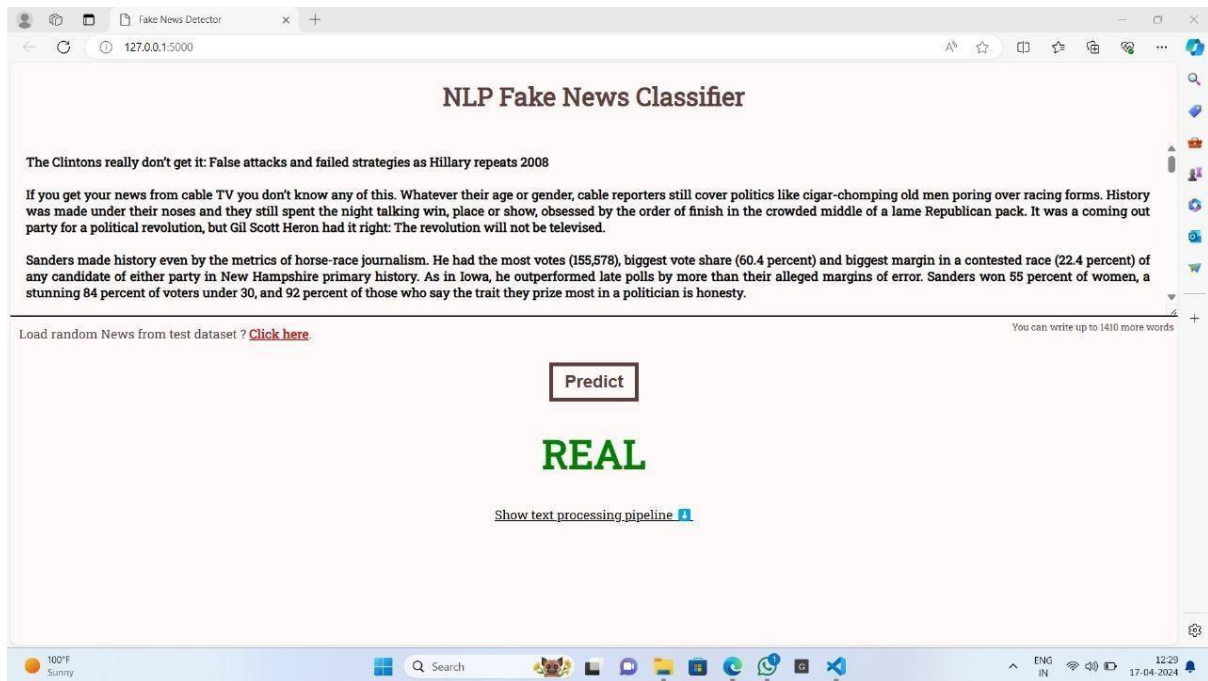 Fake News Detector
127.0.0.1:5000
NLP Fake News Classifier
The Clintons really don't get it: False attacks and failed strategies as Hillary repeats 2008
If you get your news from cable TV you don't know any of this. Whatever their age or gender, cable reporters still cover politics like cigar-chomping old men poring over racing forms. History
was made under their noses and they still spent the night talking win, place or show, obsessed by the order of finish in the crowded middle of a lame Republican pack. It was a coming out
party for a political revolution, but Gil Scott Heron had it right: The revolution will not be televised.
Sanders made history even by the metrics of horse-race journalism. He had the most votes (155,578), biggest vote share (60.4 percent) and biggest margin in a contested race (22.4 percent) of
any candidate of either party in New Hampshire primary history. As in Iowa, he outperformed late polls by more than their alleged margins of error. Sanders won 55 percent of women, a
stunning 84 percent of voters under 30, and 92 percent of those who say the trait they prize most in a politician is honesty.
Load random News from test dataset ? Click here.
You can write up to 1410 more words
Predict
REAL
Show text processing pipeline
100°F
Sunny
Search
ENG
IN
12:29
17-04-2024